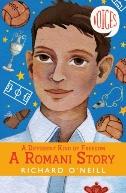 VOICES
A DIFFERENT KIND OF FREEDOM
A ROMANI STORY
RICHARD O'NEILL